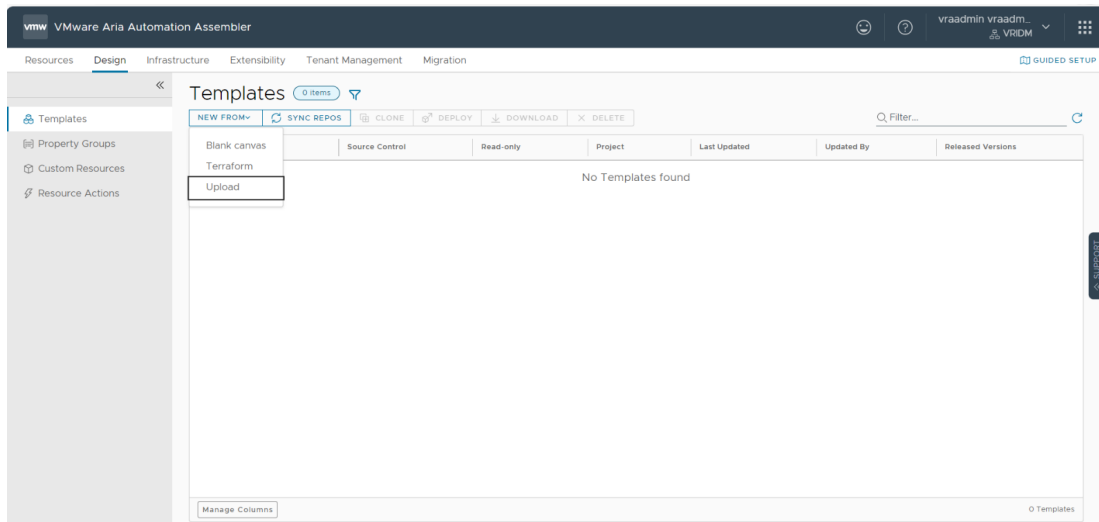 vmw VMware Aria Automation Assembler
vraadmin vraadm_
VRIDM
Resources Design Infrastructure Extensibility Tenant Management Migration
GUIDED SETUP
Templates 0 items
Templates
Property Groups
Custom Resources
Resource Actions
NEW FROM SYNC REPOS CLONE DEPLOY DOWNLOAD DELETE
Filter...
Blank canvas
Terraform
Upload
Source Control Read-only Project Last Updated Updated By Released Versions
No Templates found
SUPPORT
Manage Columns
0 Templates